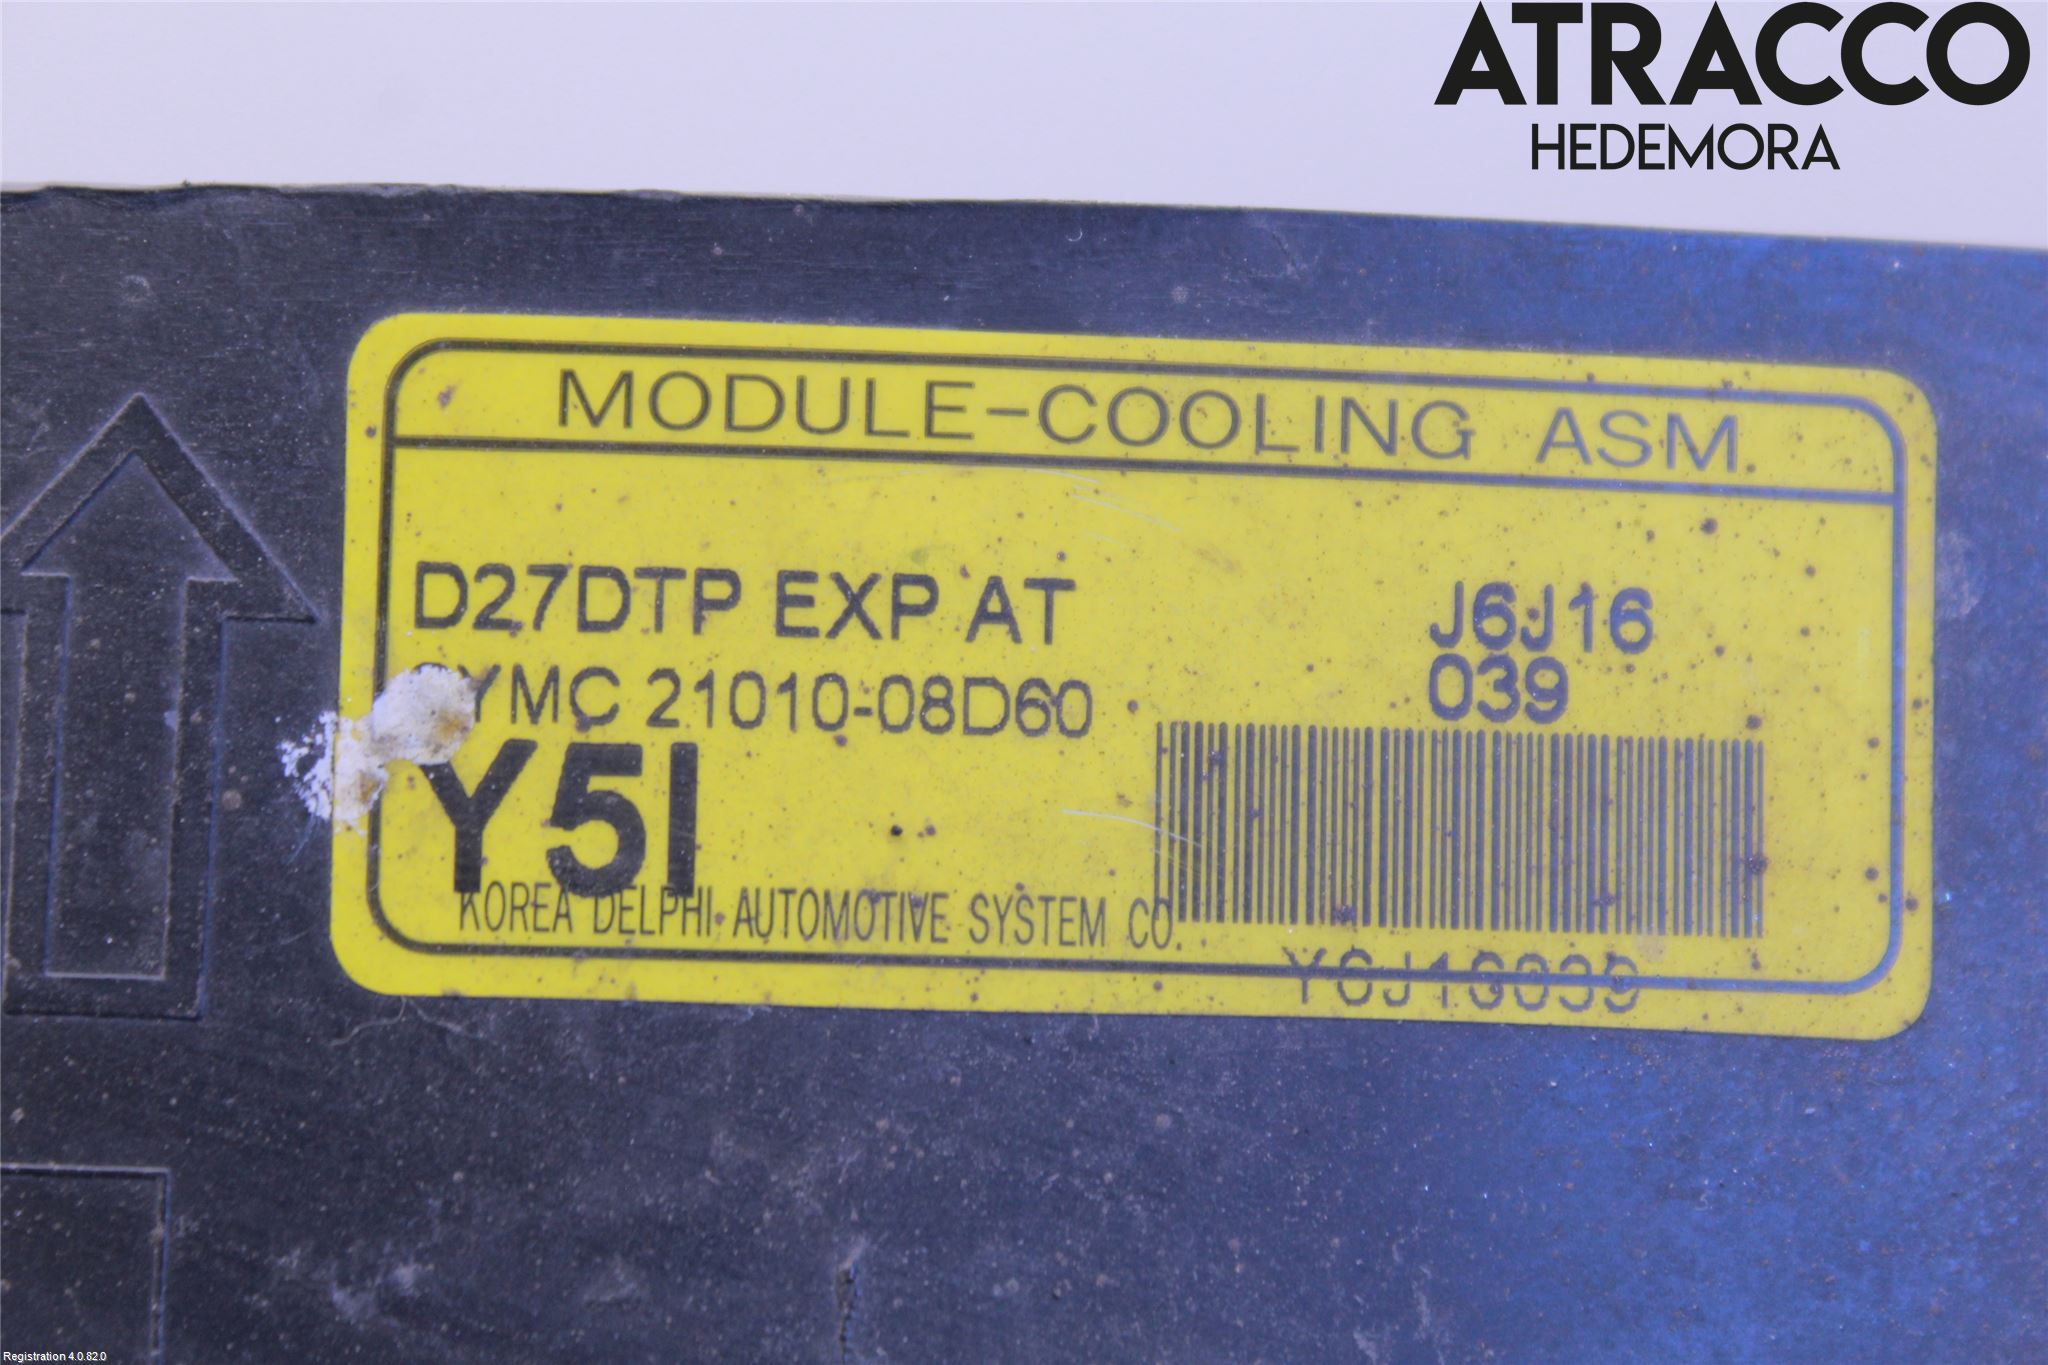 ATRACCO
HEDEMORA
MODULE-COOLING ASM
D27DTP EXP AT
J6J16
YMC 21010-08D60
039
Y5I
KOREA DELPHI AUTOMOTIVE SYSTEM CO.
Y6J16039
Registration 4.0.82.0